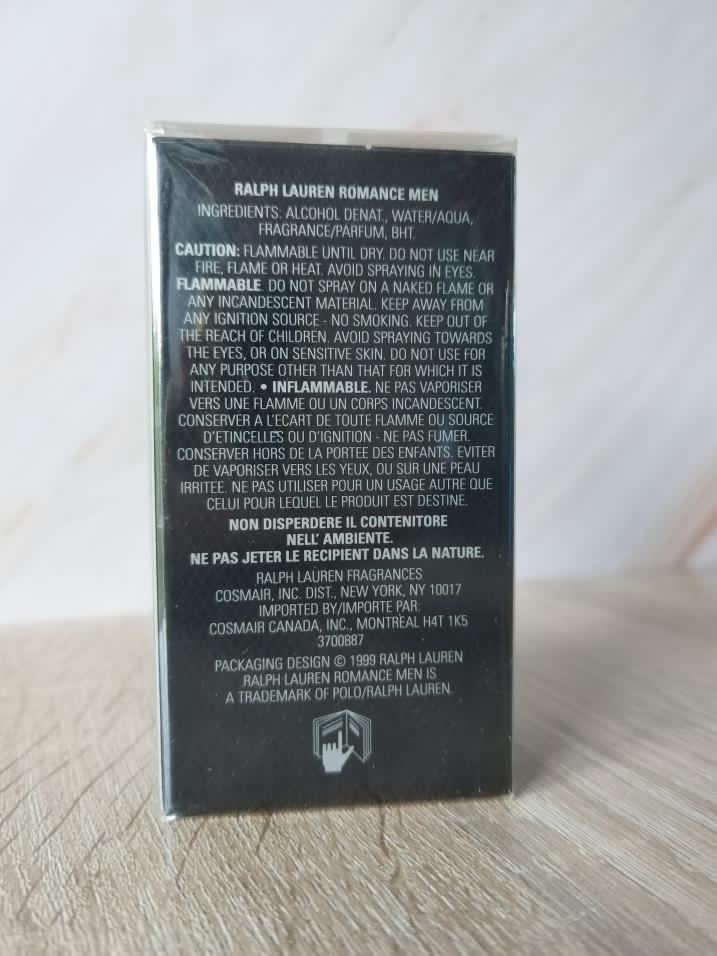 RALPH LAUREN ROMANCE MEN
INGREDIENTS: ALCOHOL DENAT., WATER/AQUA,
FRAGRANCE/PARFUM, BHT.
CAUTION: FLAMMABLE UNTIL DRY. DO NOT USE NEAR
FIRE, FLAME OR HEAT. AVOID SPRAYING IN EYES.
FLAMMABLE. DO NOT SPRAY ON A NAKED FLAME OR
ANY INCANDESCENT MATERIAL. KEEP AWAY FROM
ANY IGNITION SOURCE - NO SMOKING. KEEP OUT OF
THE REACH OF CHILDREN. AVOID SPRAYING TOWARDS
THE EYES, OR ON SENSITIVE SKIN. DO NOT USE FOR
ANY PURPOSE OTHER THAN THAT FOR WHICH IT IS
INTENDED. • INFLAMMABLE. NE PAS VAPORISER
VERS UNE FLAMME OU UN CORPS INCANDESCENT.
CONSERVER A L'ECART DE TOUTE FLAMME OU SOURCE
D'ETINCELLES OU D'IGNITION - NE PAS FUMER.
CONSERVER HORS DE LA PORTEE DES ENFANTS. EVITER
DE VAPORISER VERS LES YEUX, OU SUR UNE PEAU
IRRITEE. NE PAS UTILISER POUR UN USAGE AUTRE QUE
CELUI POUR LEQUEL LE PRODUIT EST DESTINE.
NON DISPERDERE IL CONTENITORE
NELL' AMBIENTE.
NE PAS JETER LE RECIPIENT DANS LA NATURE.
RALPH LAUREN FRAGRANCES
COSMAIR, INC. DIST., NEW YORK, NY 10017
IMPORTED BY/IMPORTE PAR:
COSMAIR CANADA, INC., MONTREAL H4T 1K5
3700887
PACKAGING DESIGN © 1999 RALPH LAUREN
RALPH LAUREN ROMANCE MEN IS
A TRADEMARK OF POLO/RALPH LAUREN.